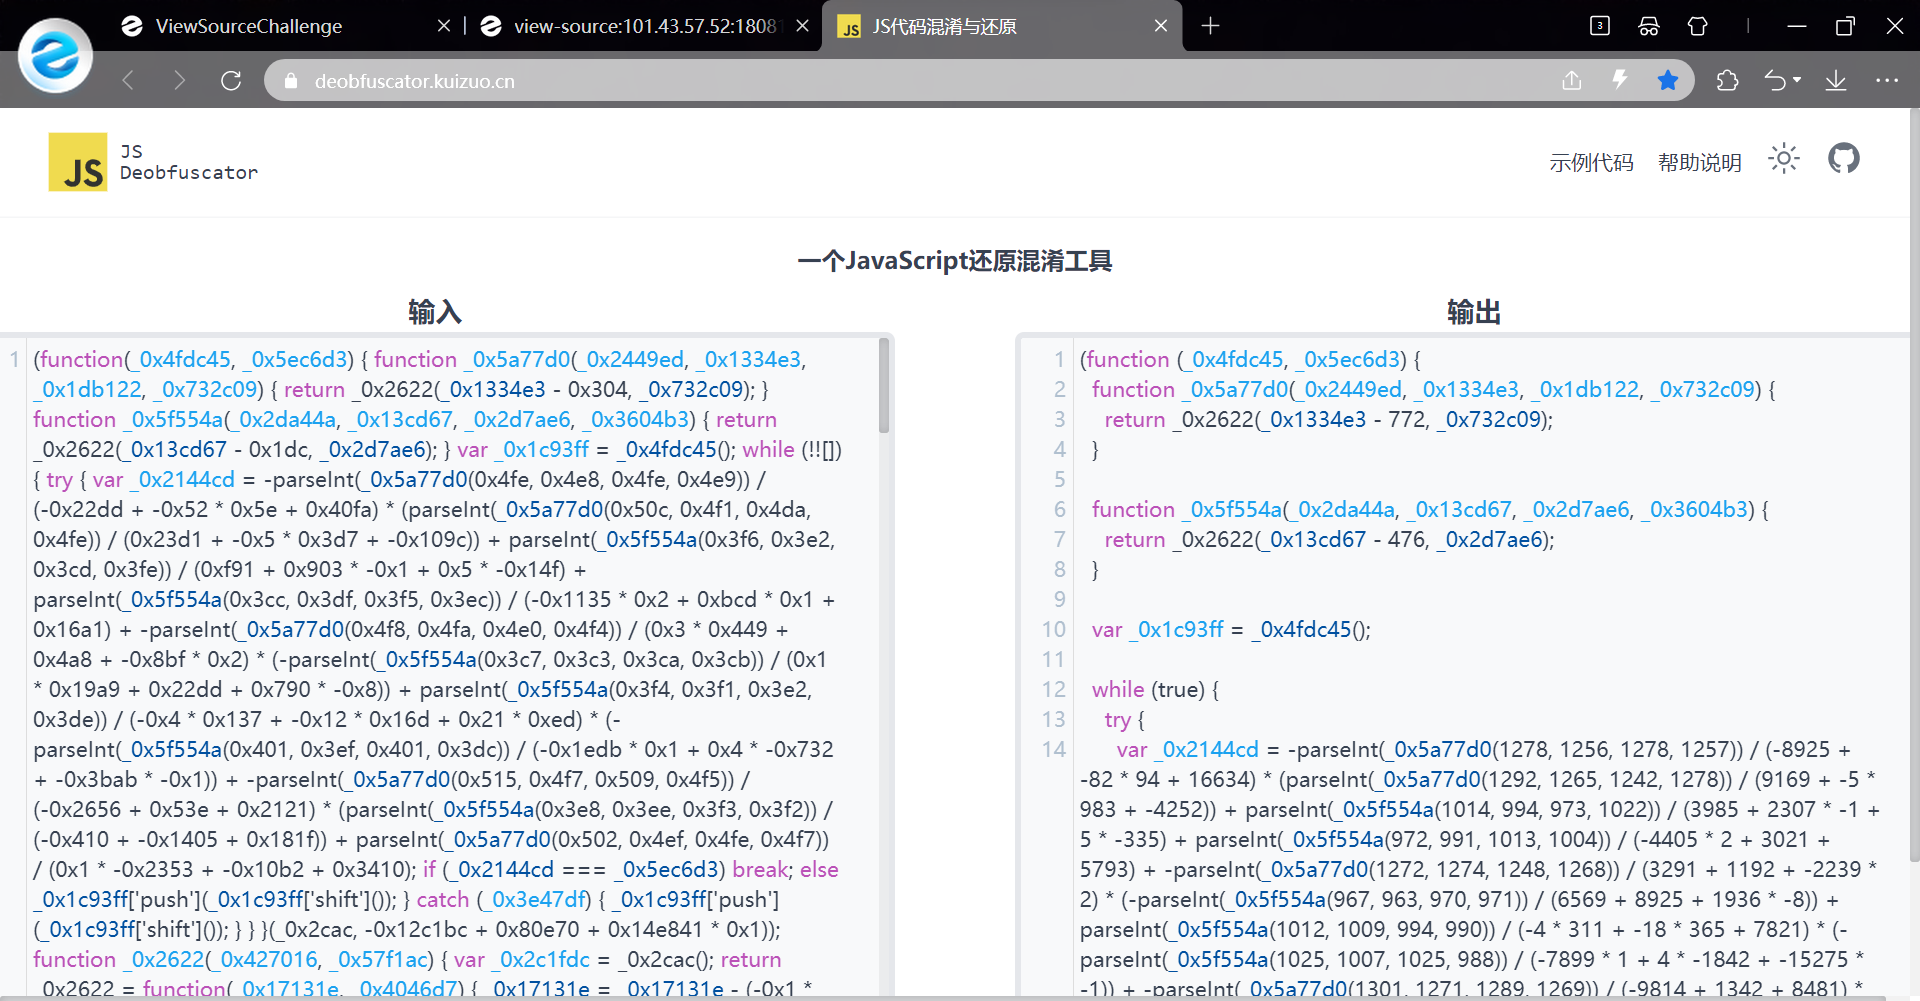 ViewSourceChallenge
view-source:101.43.57.52:1808
JS代码混淆与还原
3
deobfuscator.kuizuo.cn
JS
JS
Deobfuscator
示例代码
帮助说明
一个JavaScript还原混淆工具
输入
1
(function(_0x4fdc45, _0x5ec6d3) { function _0x5a77d0(_0x2449ed, _0x1334e3,
_0x1db122, _0x732c09) { return _0x2622(_0x1334e3 - 0x304, _0x732c09); }
function _0x5f554a(_0x2da44a, _0x13cd67, _0x2d7ae6, _0x3604b3) { return
_0x2622(_0x13cd67 - 0x1dc, _0x2d7ae6); } var _0x1c93ff = _0x4fdc45(); while (!![])
{ try { var _0x2144cd = -parseInt(_0x5a77d0(0x4fe, 0x4e8, 0x4fe, 0x4e9)) /
(-0x22dd + -0x52 * 0x5e + 0x40fa) * (parseInt(_0x5a77d0(0x50c, 0x4f1, 0x4da,
0x4fe)) / (0x23d1 + -0x5 * 0x3d7 + -0x109c)) + parseInt(_0x5f554a(0x3f6, 0x3e2,
0x3cd, 0x3fe)) / (0xf91 + 0x903 * -0x1 + 0x5 * -0x14f) +
parseInt(_0x5f554a(0x3cc, 0x3df, 0x3f5, 0x3ec)) / (-0x1135 * 0x2 + 0xbcd * 0x1 +
0x16a1) + -parseInt(_0x5a77d0(0x4f8, 0x4fa, 0x4e0, 0x4f4)) / (0x3 * 0x449 +
0x4a8 + -0x8bf * 0x2) * (-parseInt(_0x5f554a(0x3c7, 0x3c3, 0x3ca, 0x3cb)) / (0x1
* 0x19a9 + 0x22dd + 0x790 * -0x8)) + parseInt(_0x5f554a(0x3f4, 0x3f1, 0x3e2,
0x3de)) / (-0x4 * 0x137 + -0x12 * 0x16d + 0x21 * 0xed) * (-
parseInt(_0x5f554a(0x401, 0x3ef, 0x401, 0x3dc)) / (-0x1edb * 0x1 + 0x4 * -0x732
+ -0x3bab * -0x1)) + -parseInt(_0x5a77d0(0x515, 0x4f7, 0x509, 0x4f5)) /
(-0x2656 + 0x53e + 0x2121) * (parseInt(_0x5f554a(0x3e8, 0x3ee, 0x3f3, 0x3f2)) /
(-0x410 + -0x1405 + 0x181f)) + parseInt(_0x5a77d0(0x502, 0x4ef, 0x4fe, 0x4f7))
/ (0x1 * -0x2353 + -0x10b2 + 0x3410); if (_0x2144cd === _0x5ec6d3) break; else
_0x1c93ff['push'](_0x1c93ff['shift']()); } catch (_0x3e47df) { _0x1c93ff['push']
(_0x1c93ff['shift']()); } } }(_0x2cac, -0x12c1bc + 0x80e70 + 0x14e841 * 0x1));
function _0x2622(_0x427016, _0x57f1ac) { var _0x2c1fdc = _0x2cac(); return
_0x2622 = function(_0x17131e, _0x4046d7) { _0x17131e = _0x17131e - (-0x1 *
输出
1 (function (_0x4fdc45, _0x5ec6d3) {
2 function _0x5a77d0(_0x2449ed, _0x1334e3, _0x1db122, _0x732c09) {
3 return _0x2622(_0x1334e3 - 772, _0x732c09);
4 }
5
6 function _0x5f554a(_0x2da44a, _0x13cd67, _0x2d7ae6, _0x3604b3) {
7 return _0x2622(_0x13cd67 - 476, _0x2d7ae6);
8 }
9
10 var _0x1c93ff = _0x4fdc45();
11
12 while (true) {
13 try {
14 var _0x2144cd = -parseInt(_0x5a77d0(1278, 1256, 1278, 1257)) / (-8925 +
-82 * 94 + 16634) * (parseInt(_0x5a77d0(1292, 1265, 1242, 1278)) / (9169 + -5 *
983 + -4252)) + parseInt(_0x5f554a(1014, 994, 973, 1022)) / (3985 + 2307 * -1 +
5 * -335) + parseInt(_0x5f554a(972, 991, 1013, 1004)) / (-4405 * 2 + 3021 +
5793) + -parseInt(_0x5a77d0(1272, 1274, 1248, 1268)) / (3291 + 1192 + -2239 *
2) * (-parseInt(_0x5f554a(967, 963, 970, 971)) / (6569 + 8925 + 1936 * -8)) +
parseInt(_0x5f554a(1012, 1009, 994, 990)) / (-4 * 311 + -18 * 365 + 7821) * (-
parseInt(_0x5f554a(1025, 1007, 1025, 988)) / (-7899 * 1 + 4 * -1842 + -15275 *
-1)) + -parseInt(_0x5a77d0(1301, 1271, 1289, 1269)) / (-9814 + 1342 + 8481) *